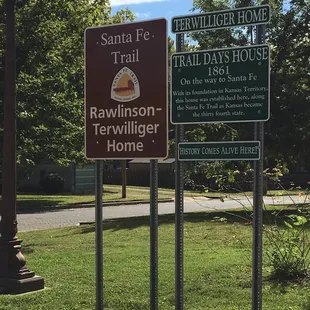 Santa Fe
Trail
Rawlinson-
Terwilliger
Home
TERWILLIGER HOME
TRAIL DAYS HOUSE
1861
On the way to Santa Fe
With its foundation in Kansas Territory,
this house was established here, along
the Santa Fe Trail as Kansas became
the thirty fourth state.
HISTORY COMES ALIVE HERE!